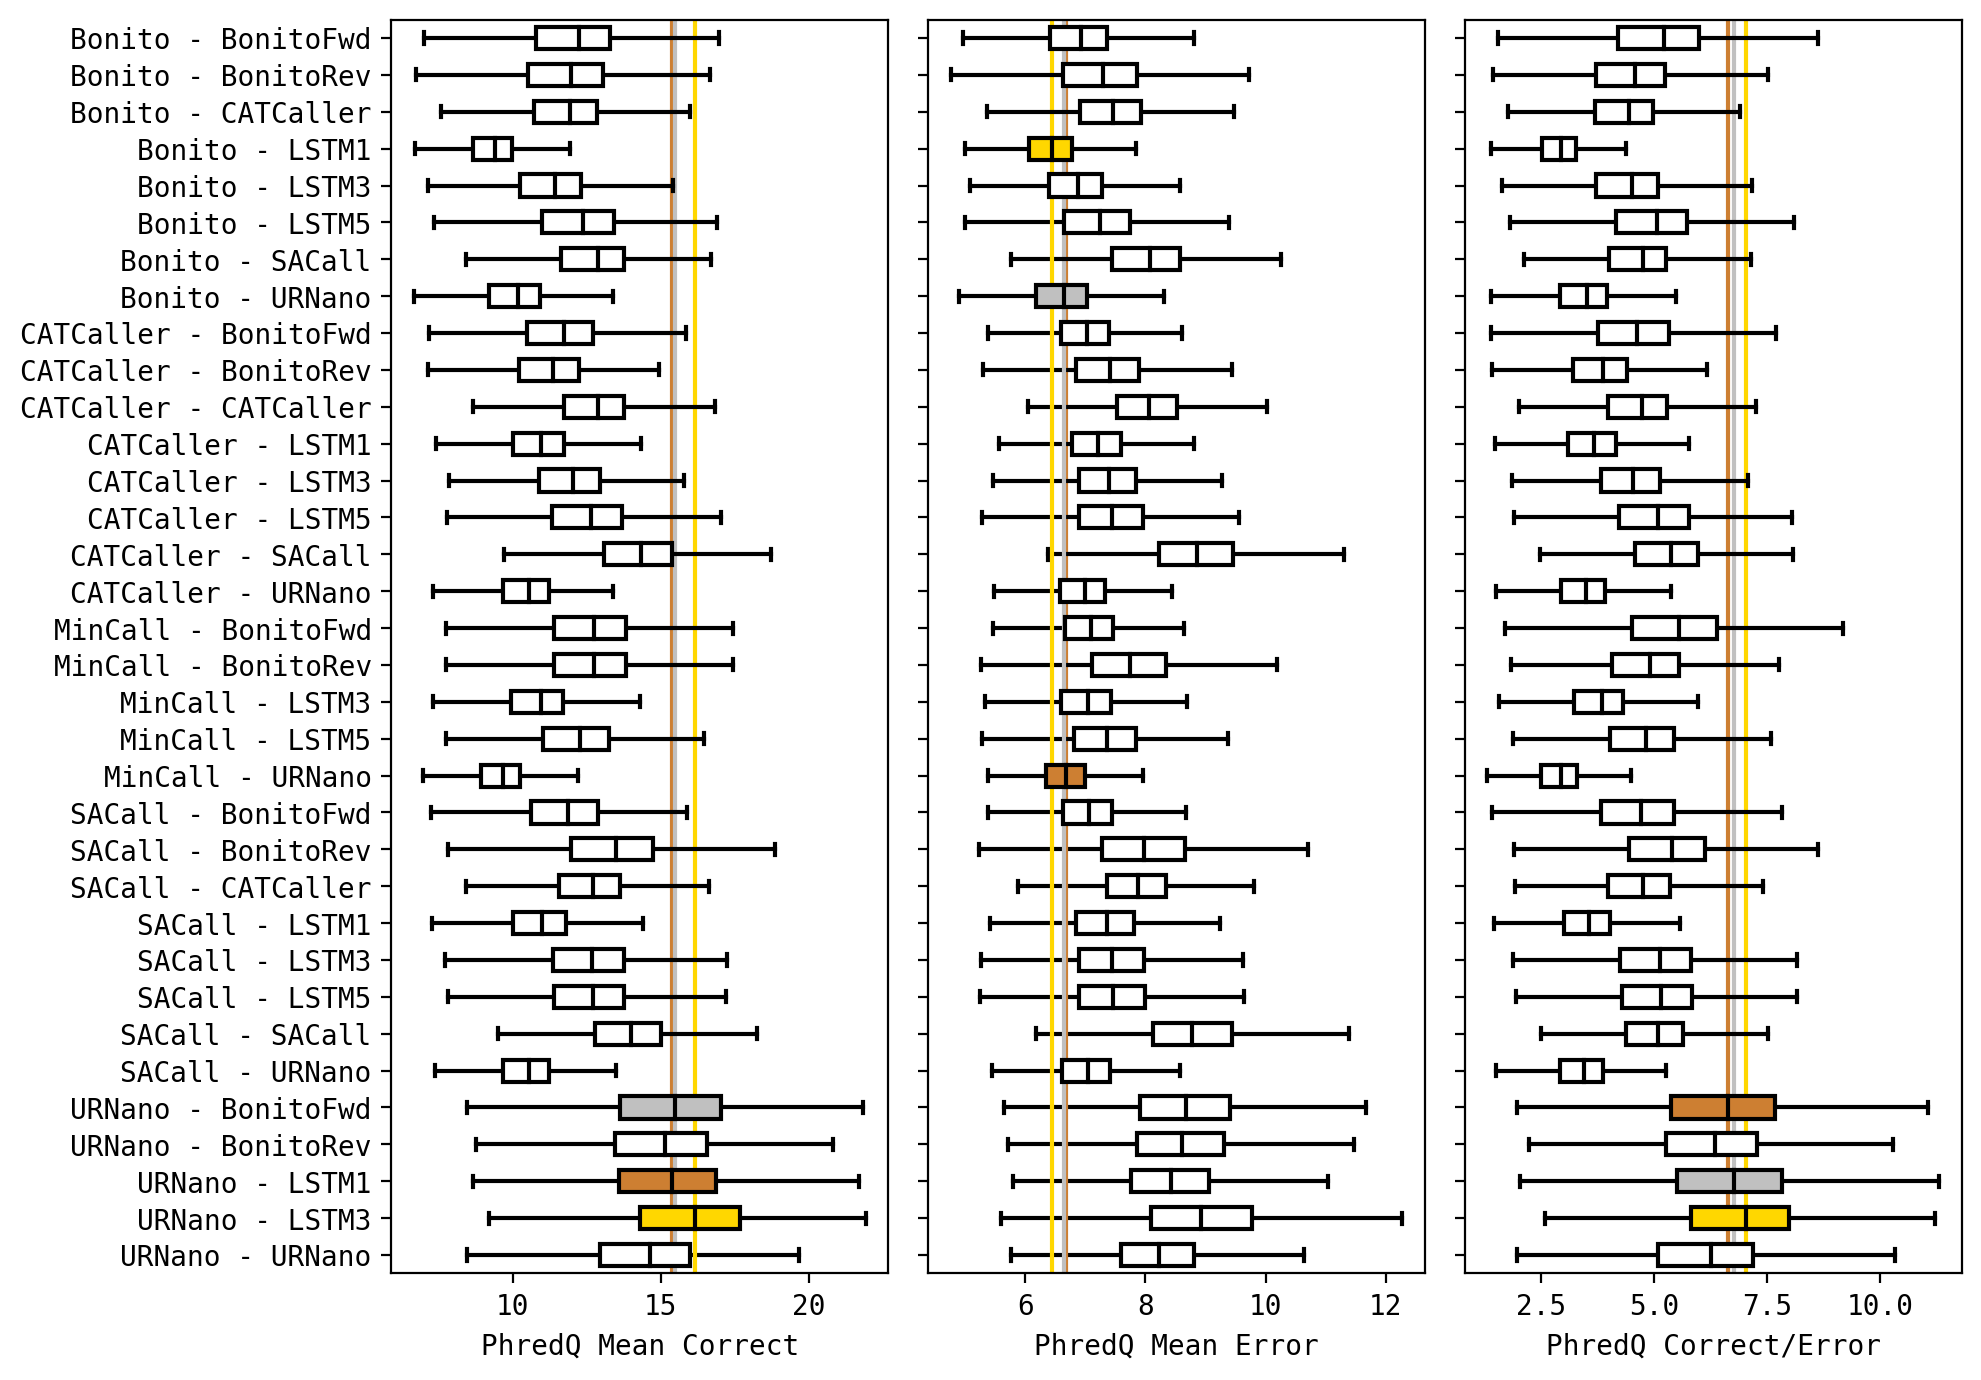 Bonito - BonitoFwd
Bonito - BonitoRev
Bonito - CATCaller
Bonito - LSTM1
Bonito - LSTM3
Bonito - LSTM5
Bonito - SACall
Bonito - URNano
CATCaller - BonitoFwd
CATCaller - BonitoRev
CATCaller - CATCaller
CATCaller - LSTM1
CATCaller - LSTM3
CATCaller - LSTM5
CATCaller - SACall
CATCaller - URNano
MinCall - BonitoFwd
MinCall - BonitoRev
MinCall - LSTM3
MinCall - LSTM5
MinCall - URNano
SACall - BonitoFwd
SACall - BonitoRev
SACall - CATCaller
SACall - LSTM1
SACall - LSTM3
SACall - LSTM5
SACall - SACall
SACall - URNano
URNano - BonitoFwd
URNano - BonitoRev
URNano - LSTM1
URNano - LSTM3
URNano - URNano
10 15 20
PhredQ Mean Correct
6 8 10 12
PhredQ Mean Error
2.5 5.0 7.5 10.0
PhredQ Correct/Error